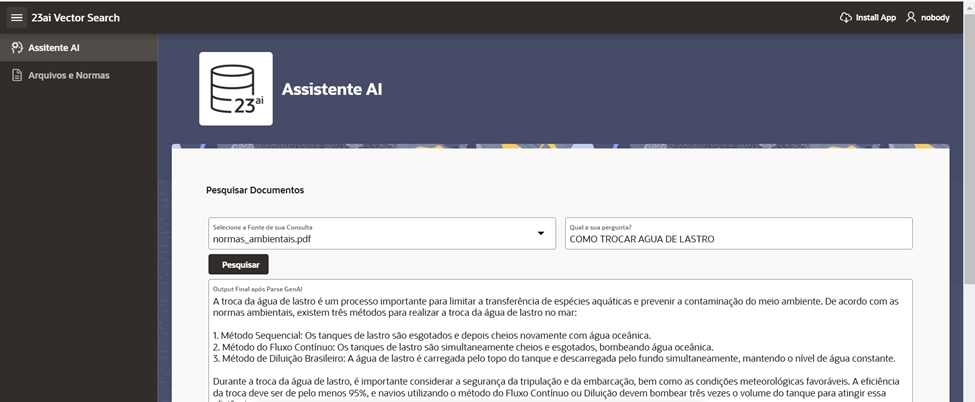 23ai Vector Search
Install App
nobody
Assitente AI
Arquivos e Normas
23ai
Assistente AI
Pesquisar Documentos
Selecione a Fonte de sua Consulta
normas_ambientais.pdf
Qual a sua pergunta?
COMO TROCAR AGUA DE LASTRO
Pesquisar
Output Final após Parse GenAI
A troca da água de lastro é um processo importante para limitar a transferência de espécies aquáticas e prevenir a contaminação do meio ambiente. De acordo com as
normas ambientais, existem três métodos para realizar a troca da água de lastro no mar:
1. Método Sequencial: Os tanques de lastro são esgotados e depois cheios novamente com água oceânica.
2. Método do Fluxo Contínuo: Os tanques de lastro são simultaneamente cheios e esgotados, bombeando água oceânica.
3. Método de Diluição Brasileiro: A água de lastro é carregada pelo topo do tanque e descarregada pelo fundo simultaneamente, mantendo o nível de água constante.
Durante a troca da água de lastro, é importante considerar a segurança da tripulação e da embarcação, bem como as condições meteorológicas favoráveis. A eficiência
da troca deve ser de pelo menos 95%, e navios utilizando o método do Fluxo Contínuo ou Diluição devem bombear três vezes o volume do tanque para atingir essa